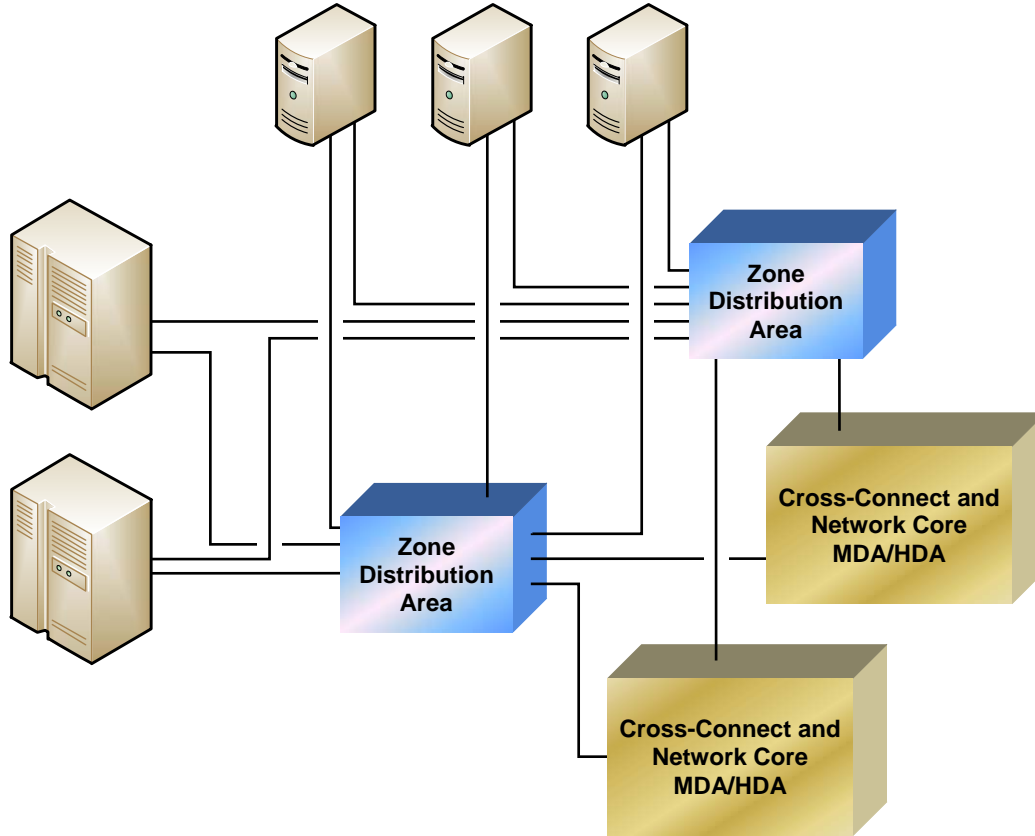 Zone
Distribution
Area
Cross-Connect and
Network Core
MDA/HDA
Zone
Distribution
Area
Cross-Connect and
Network Core
MDA/HDA